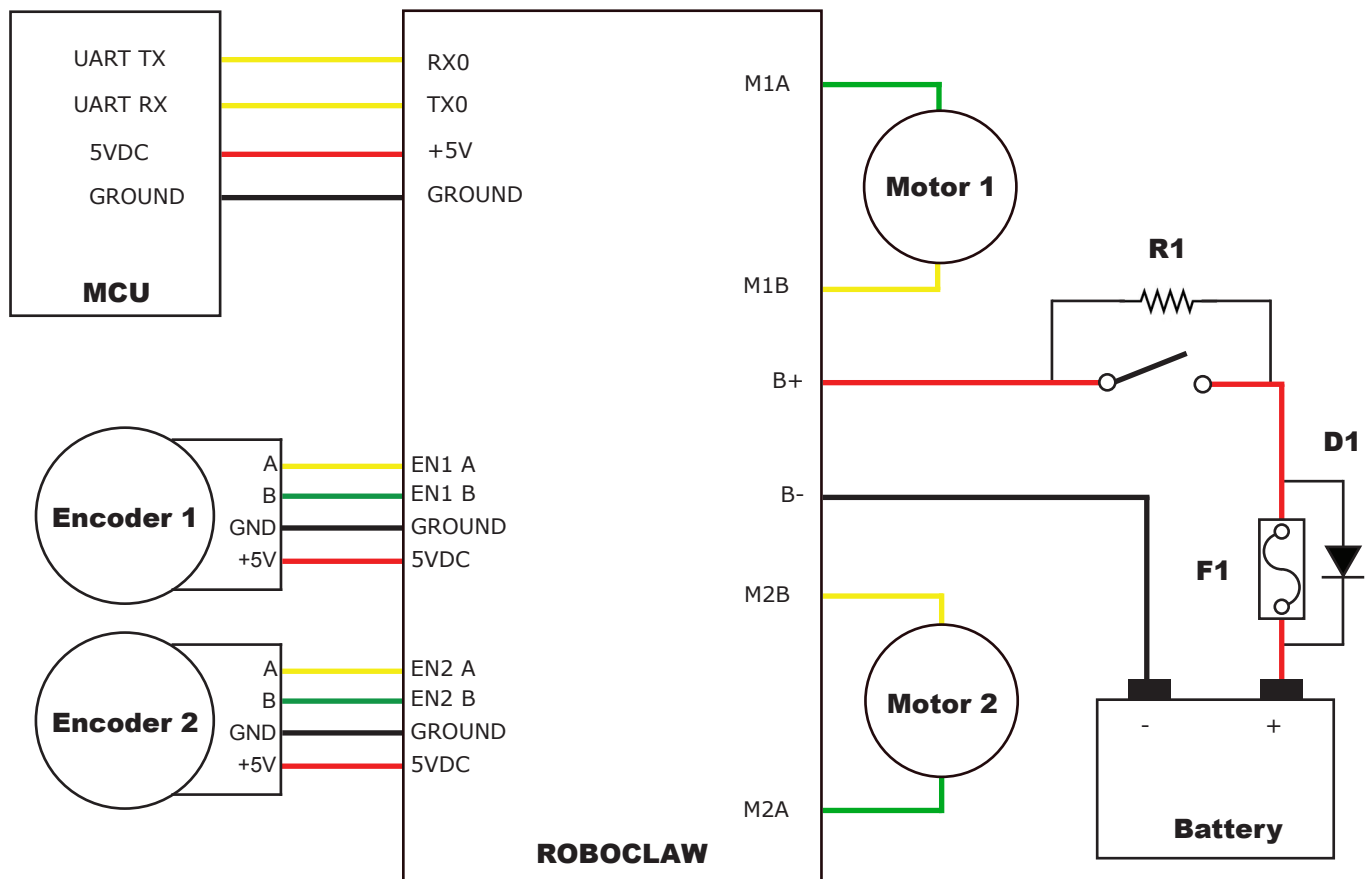 UART TX
UART RX
5VDC
GROUND
MCU
RX0
TX0
+5V
GROUND
M1A
Motor 1
M1B
R1
B+
D1
B-
F1
Encoder 1
A
B
GND
+5V
EN1 A
EN1 B
GROUND
5VDC
M2B
Motor 2
M2A
Encoder 2
A
B
GND
+5V
EN2 A
EN2 B
GROUND
5VDC
-
+
Battery
ROBOCLAW